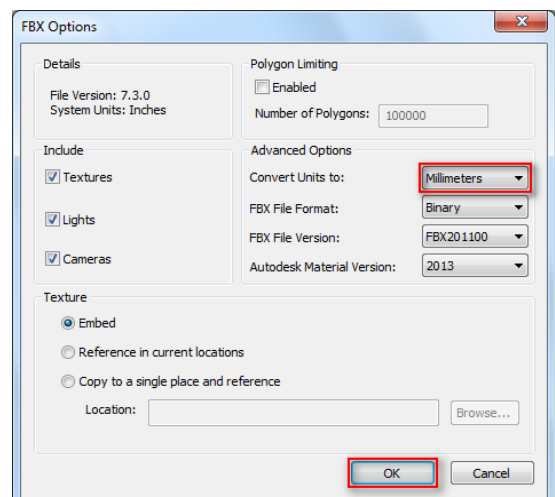 FBX Options
Details
File Version: 7.3.0
System Units: Inches
Polygon Limiting
Enabled
Number of Polygons: 100000
Include
Textures
Lights
Cameras
Advanced Options
Convert Units to: Millimeters
FBX File Format: Binary
FBX File Version: FBX201100
Autodesk Material Version: 2013
Texture
Embed
Reference in current locations
Copy to a single place and reference
Location: Browse...
OK Cancel